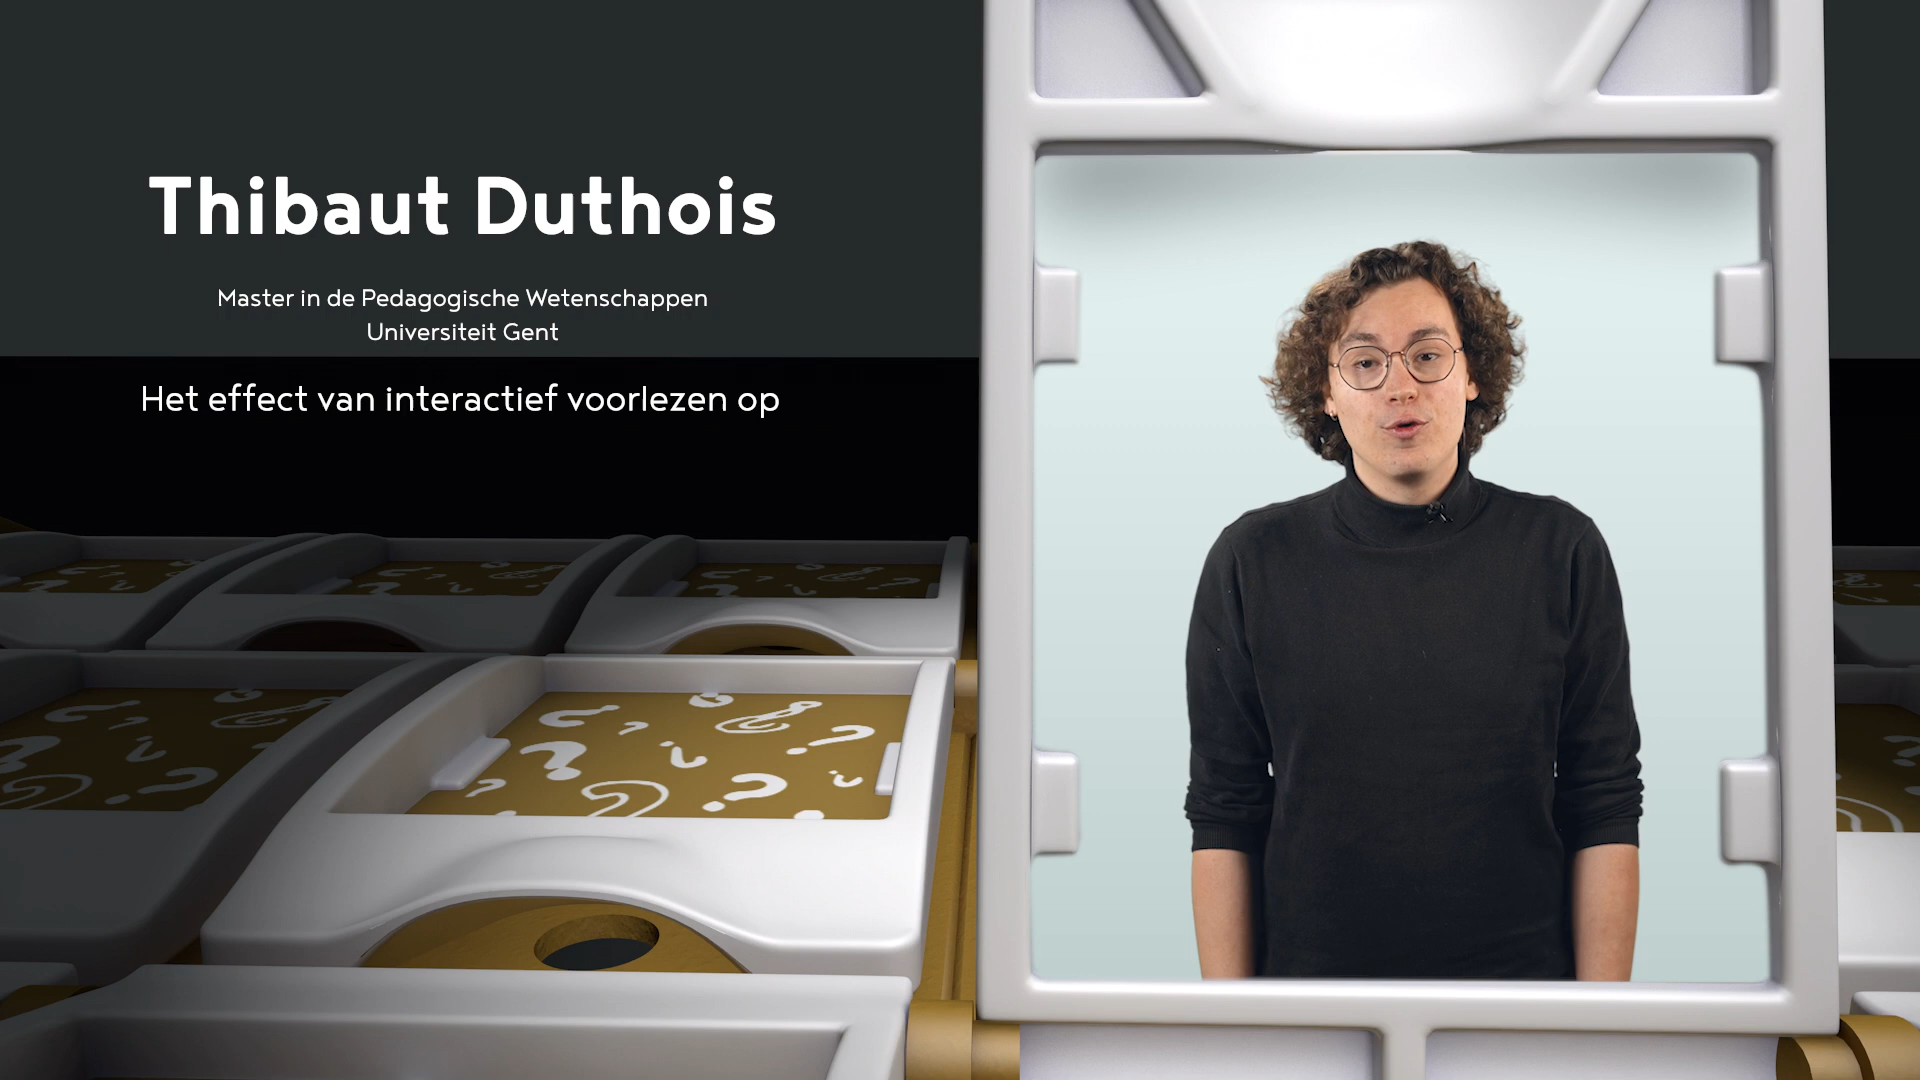 Thibaut Duthois
Master in de Pedagogische Wetenschappen
Universiteit Gent
Het effect van interactief voorlezen op